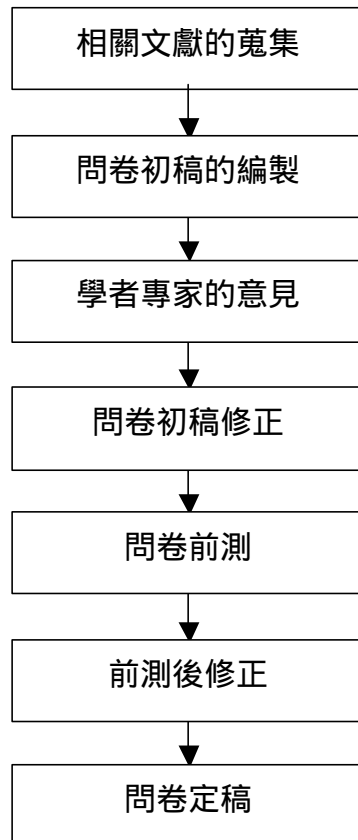 相關文獻的蒐集
問卷初稿的編製
學者專家的意見
問卷初稿修正
問卷前測
前測後修正
問卷定稿